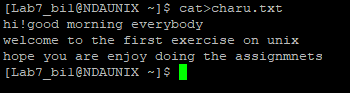 [Lab7_bi1@NDAUNIX ~]$ cat>charu.txt
hi!good morning everybody
welcome to the first exercise on unix
hope you are enjoy doing the assignmnets
[Lab7_bi1@NDAUNIX ~]$